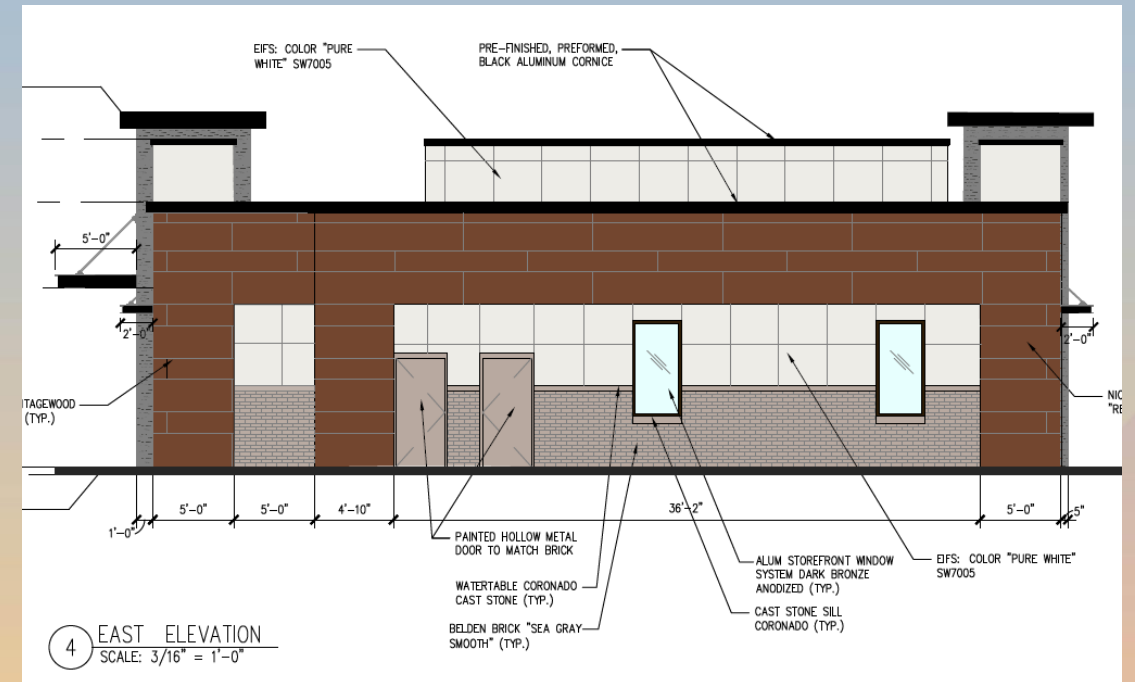 EIFS: COLOR "PURE
WHITE" SW7005
PRE-FINISHED, PREFORMED,
BLACK ALUMINUM CORNICE
5'-0"
2'-0"
2'-0"
ITAGEWOOD
(TYP.)
NIC
"RE
1'-0"
5'-0"
5'-0"
4'-10"
36'-2"
5'-0"
5"
PAINTED HOLLOW METAL
DOOR TO MATCH BRICK
WATERTABLE CORONADO
CAST STONE (TYP.)
BELDEN BRICK "SEA GRAY
SMOOTH" (TYP.)
ALUM STOREFRONT WINDOW
SYSTEM DARK BRONZE
ANODIZED (TYP.)
CAST STONE SILL
CORONADO (TYP.)
EIFS: COLOR "PURE WHITE"
SW7005
4
EAST ELEVATION
SCALE: 3/16" = 1'-0"